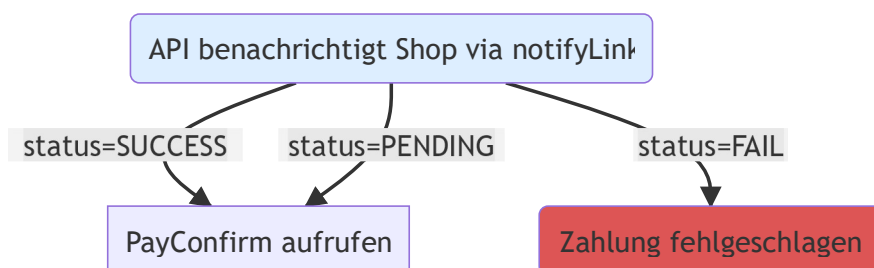 API benachrichtigt Shop via notifyLink
status=SUCCESS
status=PENDING
status=FAIL
PayConfirm aufrufen
Zahlung fehlgeschlagen